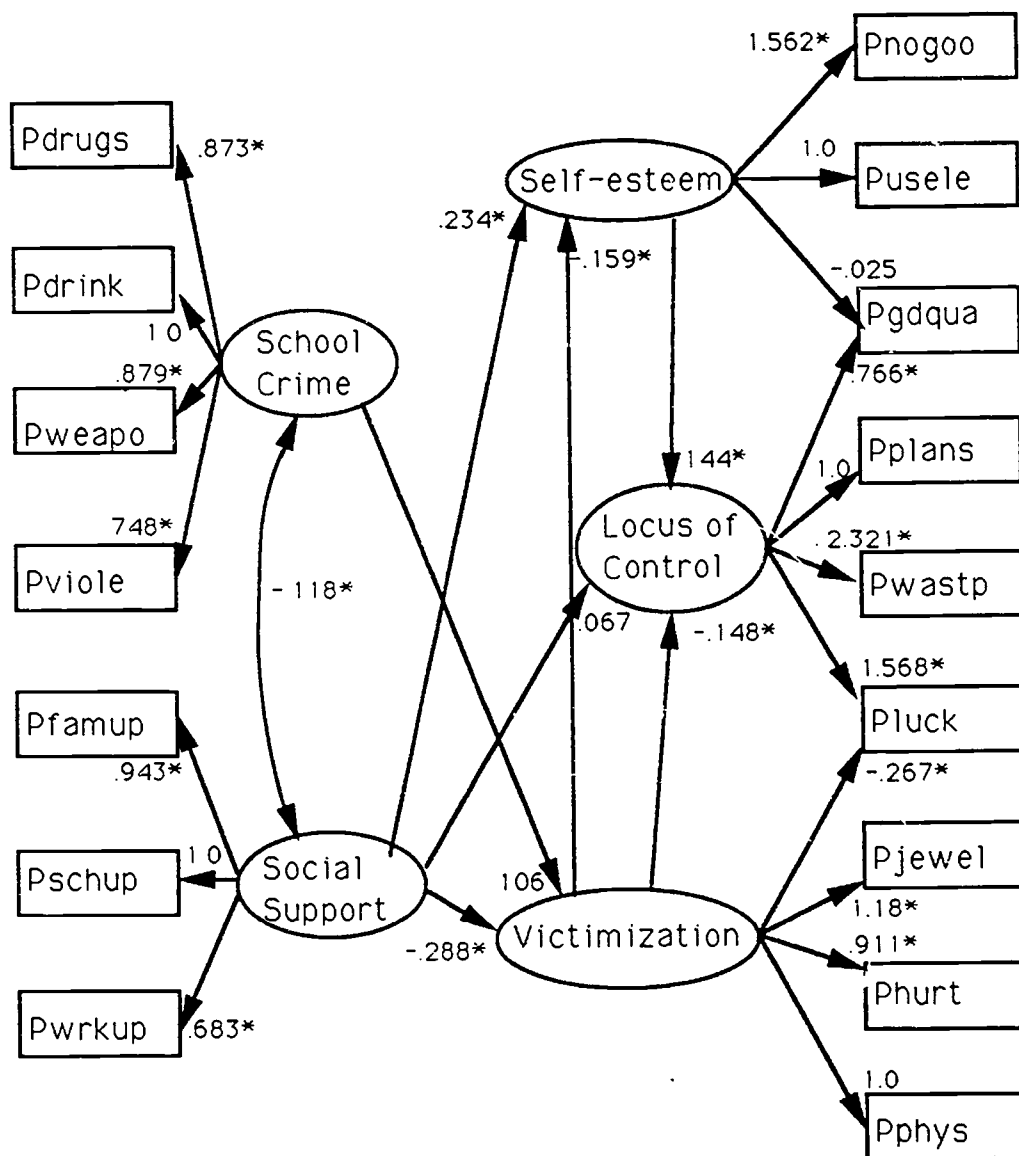 1.562*
Pnogoo
Pdrugs
.873*
1.0
Self-esteem
Pusele
.234*
-.159*
-.025
Pdrink
1 0
School
Crime
Pgdqua
.879*
.766*
Pweapo
144*
1.0
Pplans
Locus of
Control
.2.321*
748*
Pviole
Pwastp
- 118*
.067
-.148*
1.568*
Pfamup
Pluck
.943*
-.267*
1 0
Pschup
Social
Support
106
Pjewel
1.18*
-.288*
Victimization
.911*
Phurt
Pwrkup
.683*
1.0
Pphys